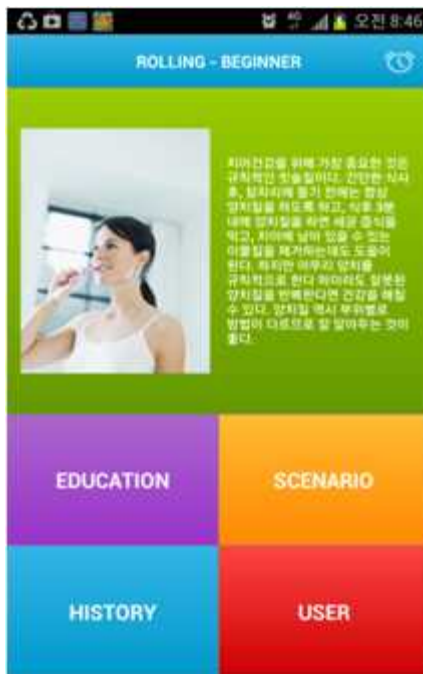 오전 8:46
ROLLING - BEGINNER
치아건강을 위해 가장 중요한 것은
규칙적인 칫솔질이다. 간단한 식사
후, 잠자리에 들기 전에는 항상
양치질을 하도록 하고, 식후 3분
내에 양치질을 하면 세균 증식을
막고, 치아에 남아 있을 수 있는
이물질을 제거하는데도 도움이
된다. 하지만 아무리 양치를
규칙적으로 한다 하더라도 잘못된
양치질을 반복한다면 건강을 해칠
수 있다. 양치질 역시 부위별로
방법이 다르므로 잘 알아두는 것이
좋다.
EDUCATION
SCENARIO
HISTORY
USER